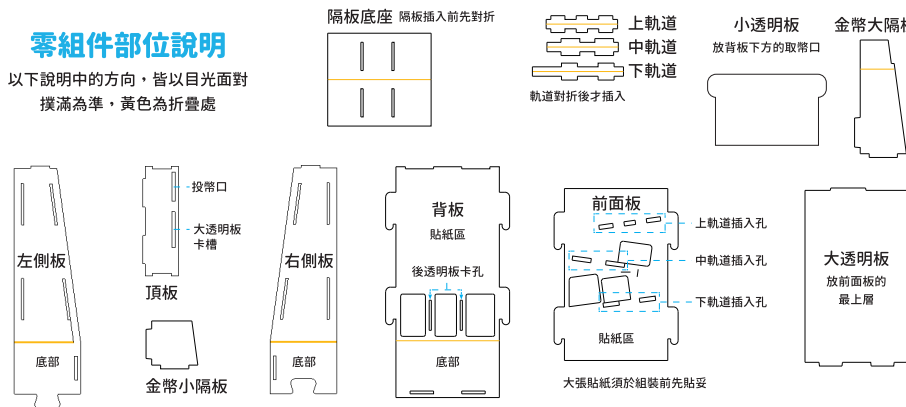 零組件部位說明
以下說明中的方向，皆以目光面對
撲滿為準，黃色為折疊處
隔板底座 隔板插入前先對折
上軌道
中軌道
下軌道
軌道對折後才插入
小透明板
放背板下方的取幣口
金幣大隔板
左側板
底部
投幣口
大透明板
卡槽
頂板
金幣小隔板
右側板
底部
背板
貼紙區
後透明板卡孔
底部
前面板
上軌道插入孔
中軌道插入孔
下軌道插入孔
貼紙區
大張貼紙須於組裝前先貼妥
大透明板
放前面板的
最上層